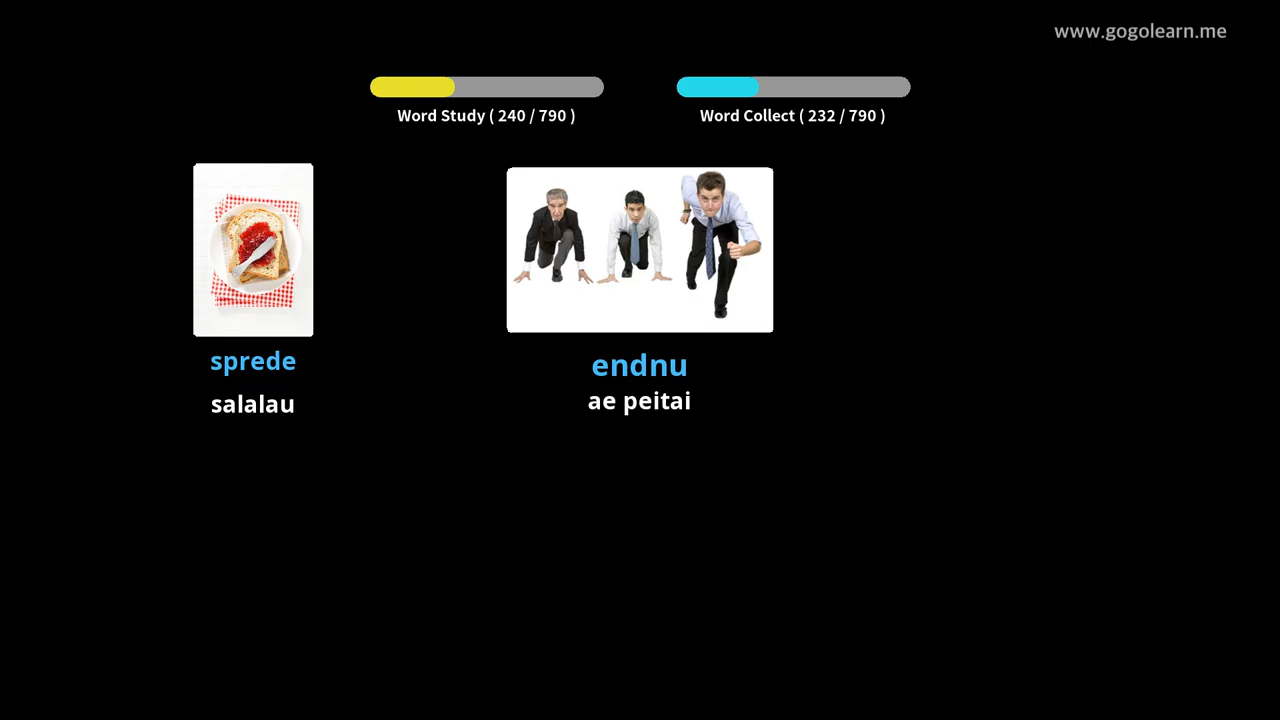 www.gogolearn.me
Word Study ( 240 / 790 )
Word Collect ( 232 / 790 )
sprede
salalau
endnu
ae peitai